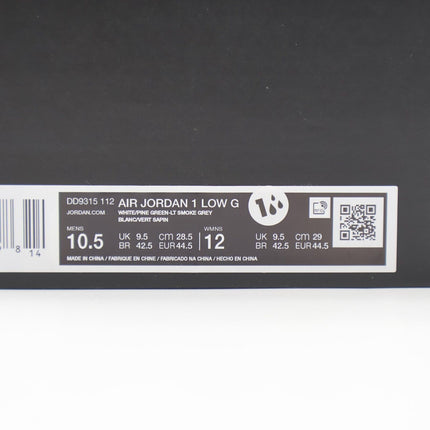 DD9315 112 AIR JORDAN 1 LOW G
JORDAN.COM WHITE/PINE GREEN-LT SMOKE GREY
BLANC/VERT SAPIN
MENS
10.5
UK 9.5 CM 28.5
BR 42.5 EUR 44.5
WMNS
12
UK 9.5 CM 29
BR 42.5 EUR 44.5
MADE IN CHINA / FABRIQUE EN CHINE / FABRICADO NA CHINA / HECHO EN CHINA
8 14